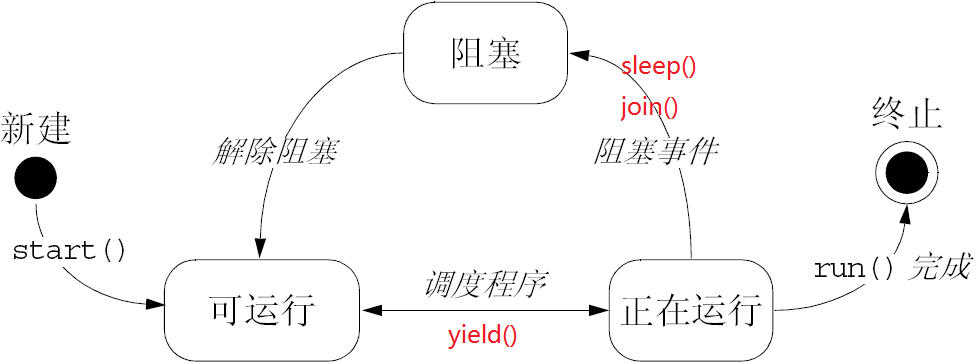 阻塞
sleep()
join()
新建
终止
解除阻塞
阻塞事件
start()
可运行
调度程序
yield()
正在运行
run() 完成